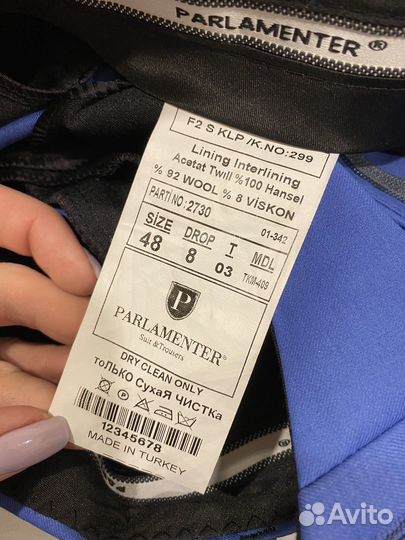 PARLAMENTER ®
F2 S KLP /K.NO:299
Lining Interlining
Acetat Twill %100 Hansel
% 92 WOOL % 8 VİSKON
PARTİ NO: 2730 01-342
SİZE DROP T MDL
48 8 03 TKM-409
P
PARLAMENTER®
Suit & Trousers
DRY CLEAN ONLY
ТоЛЬКО СухаЯ ЧИСТКа
P
12345678
MADE IN TURKEY
Avito